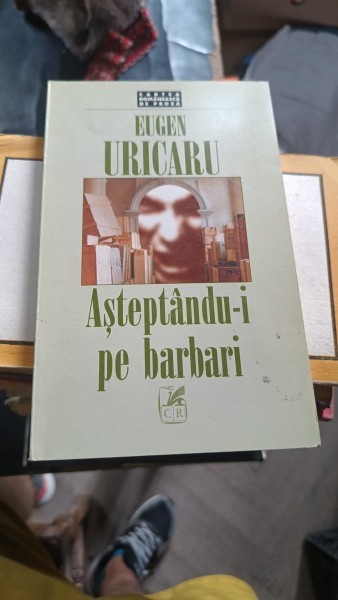 CARTEA
ROMÂNEASCĂ
DE PROZĂ
EUGEN
URICARU
Așteptându-i
pe barbari
CR